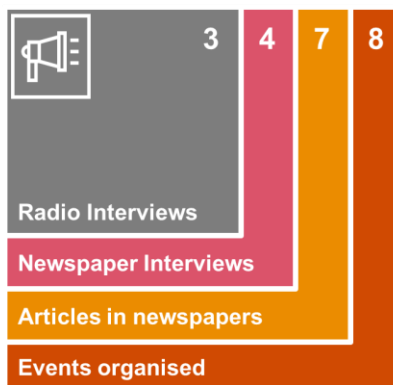 3 4 7 8
Radio Interviews
Newspaper Interviews
Articles in newspapers
Events organised